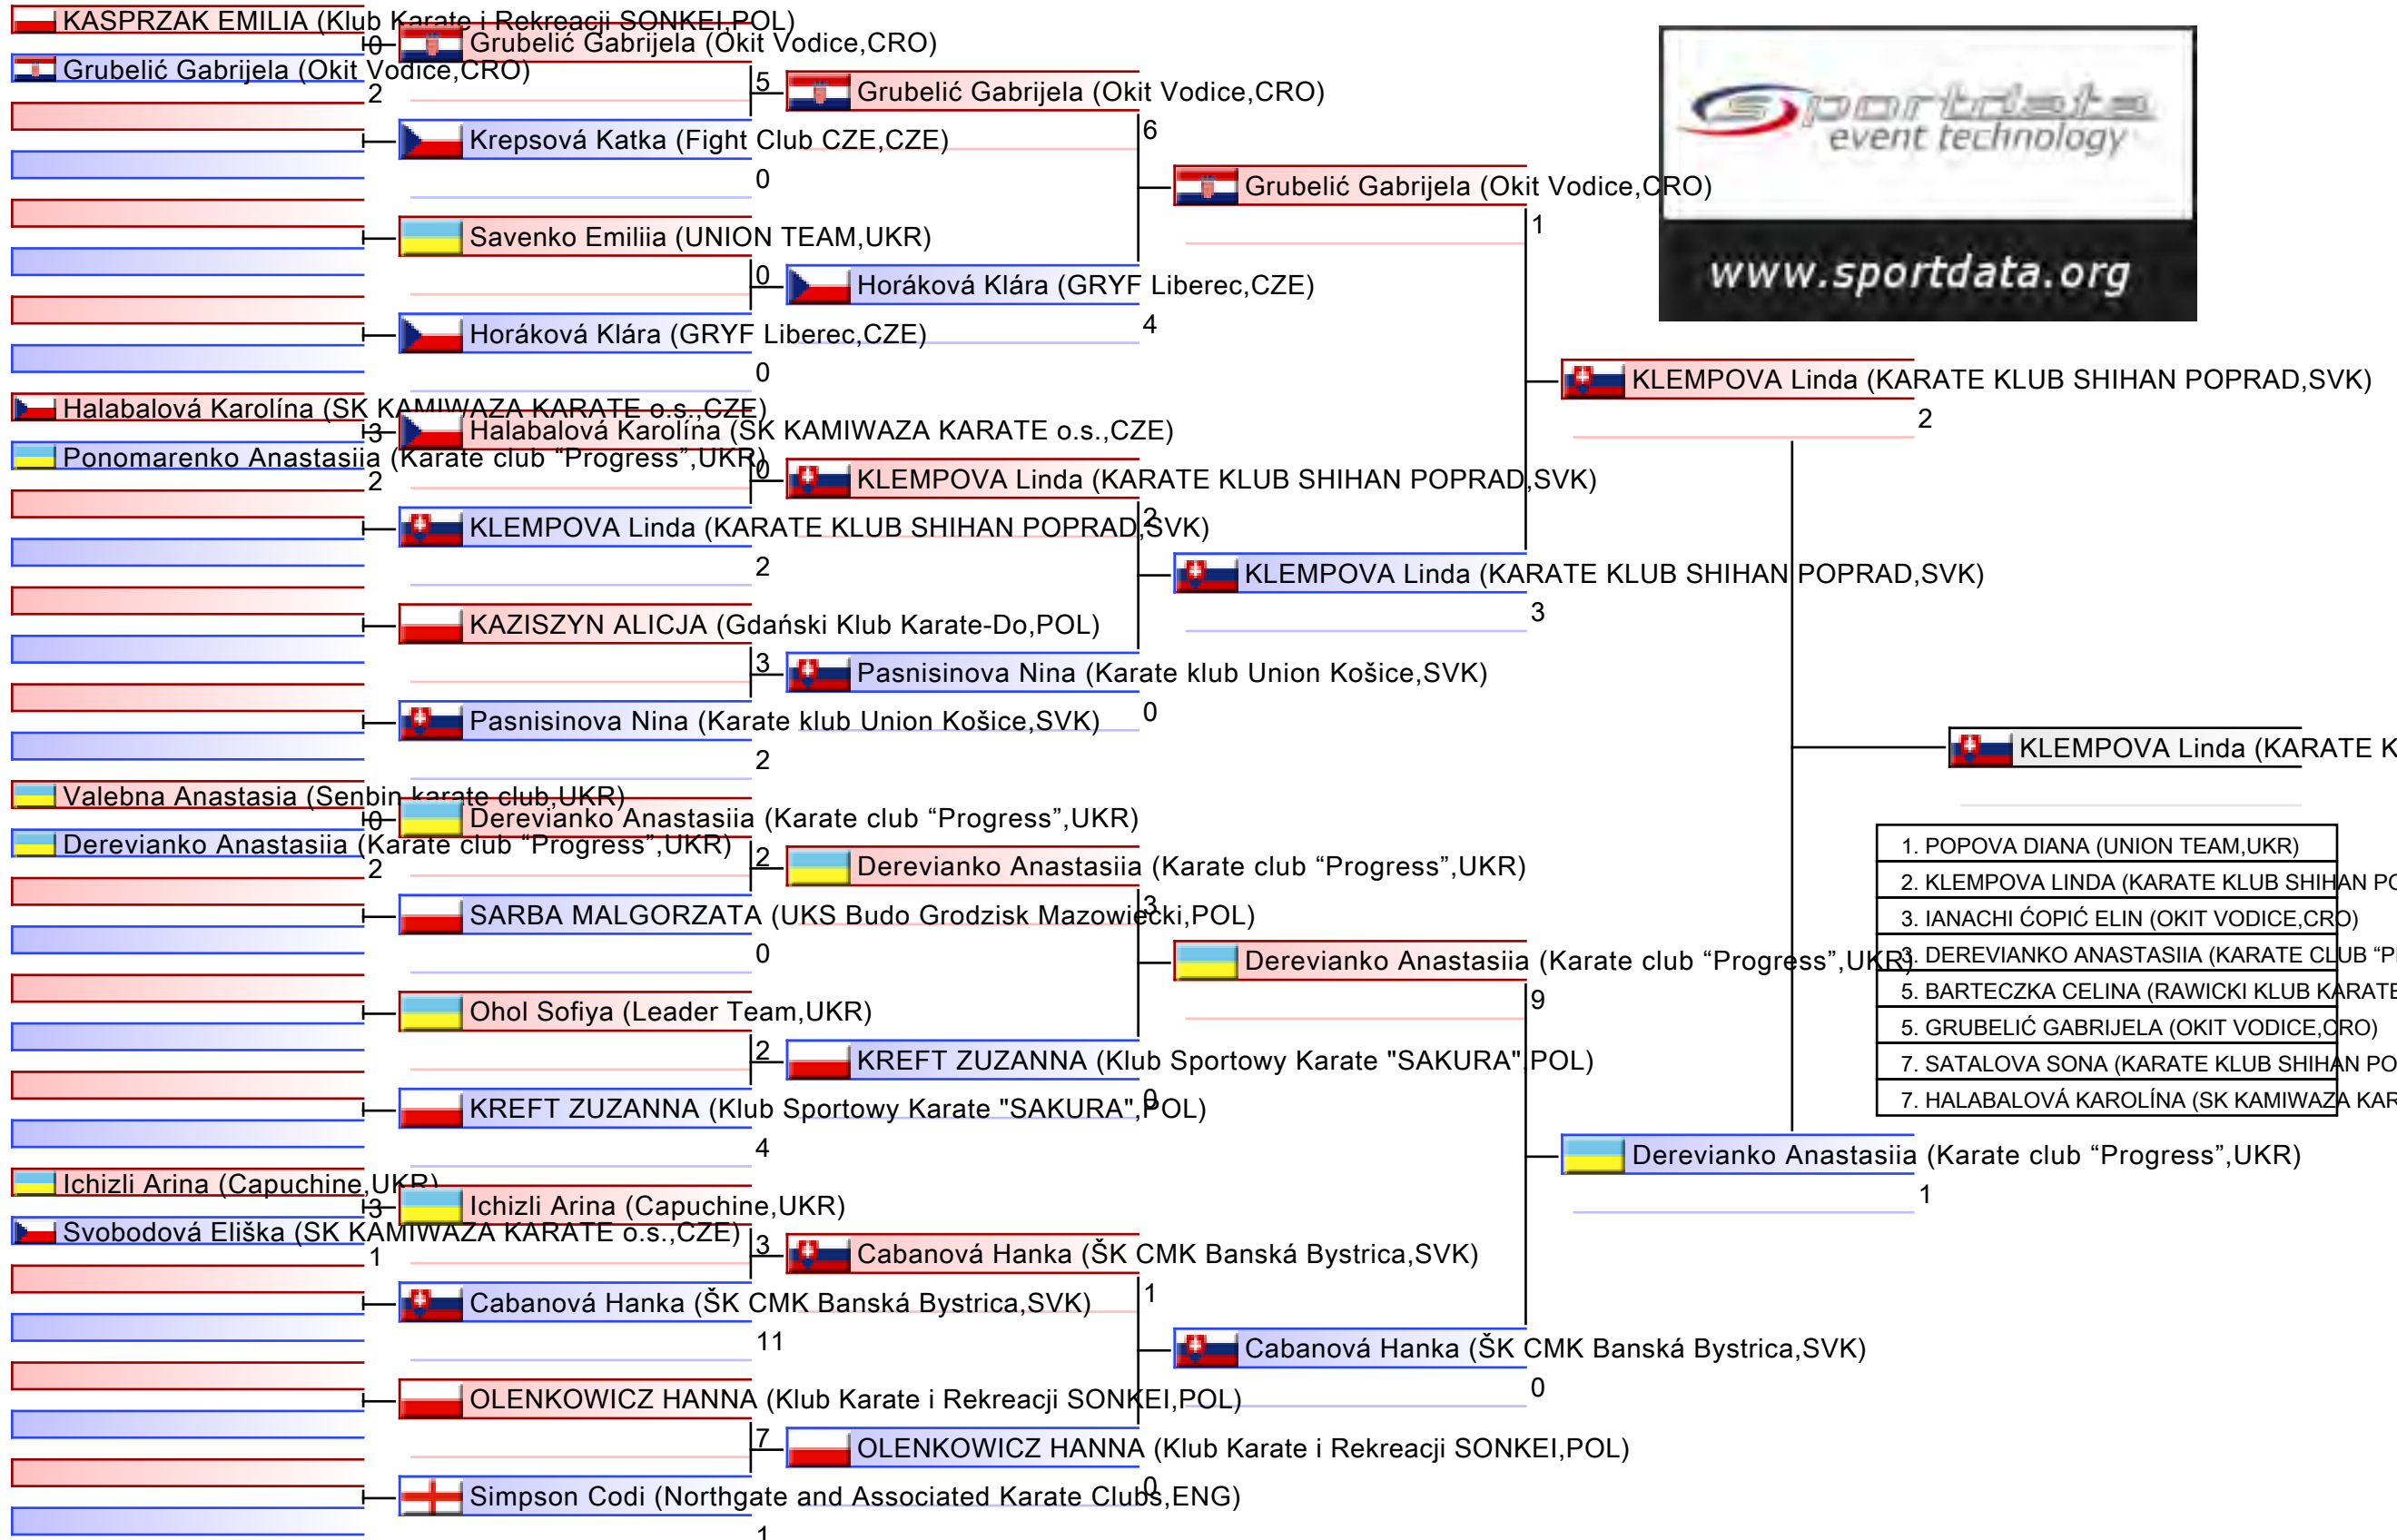 KASPRZAK EMILIA (Klub Karate i Rekreacji SONKEI,POL)
0
Grubelić Gabrijela (Okit Vodice,CRO)
2
Halabalová Karolína (SK KAMIWAZA KARATE o.s.,CZE)
3
Ponomarenko Anastasiia (Karate club “Progress”,UKR)
2
Valebna Anastasia (Senbin karate club,UKR)
0
Derevianko Anastasiia (Karate club “Progress”,UKR)
2
Ichizli Arina (Capuchine,UKR)
3
Svobodová Eliška (SK KAMIWAZA KARATE o.s.,CZE)
1
Grubelić Gabrijela (Okit Vodice,CRO)
5
Krepsová Katka (Fight Club CZE,CZE)
0
Savenko Emiliia (UNION TEAM,UKR)
0
Horáková Klára (GRYF Liberec,CZE)
0
Halabalová Karolína (SK KAMIWAZA KARATE o.s.,CZE)
0
KLEMPOVA Linda (KARATE KLUB SHIHAN POPRAD,SVK)
2
KAZISZYN ALICJA (Gdański Klub Karate-Do,POL)
3
Pasnisinova Nina (Karate klub Union Košice,SVK)
2
Derevianko Anastasiia (Karate club “Progress”,UKR)
2
SARBA MALGORZATA (UKS Budo Grodzisk Mazowiecki,POL)
0
Ohol Sofiya (Leader Team,UKR)
2
KREFT ZUZANNA (Klub Sportowy Karate "SAKURA",POL)
4
Ichizli Arina (Capuchine,UKR)
3
Cabanová Hanka (ŠK CMK Banská Bystrica,SVK)
11
OLENKOWICZ HANNA (Klub Karate i Rekreacji SONKEI,POL)
7
Simpson Codi (Northgate and Associated Karate Clubs,ENG)
1
Grubelić Gabrijela (Okit Vodice,CRO)
6
Horáková Klára (GRYF Liberec,CZE)
4
KLEMPOVA Linda (KARATE KLUB SHIHAN POPRAD,SVK)
2
Pasnisinova Nina (Karate klub Union Košice,SVK)
0
Derevianko Anastasiia (Karate club “Progress”,UKR)
3
KREFT ZUZANNA (Klub Sportowy Karate "SAKURA",POL)
0
Cabanová Hanka (ŠK CMK Banská Bystrica,SVK)
1
OLENKOWICZ HANNA (Klub Karate i Rekreacji SONKEI,POL)
0
Grubelić Gabrijela (Okit Vodice,CRO)
1
KLEMPOVA Linda (KARATE KLUB SHIHAN POPRAD,SVK)
3
Derevianko Anastasiia (Karate club “Progress”,UKR)
9
Cabanová Hanka (ŠK CMK Banská Bystrica,SVK)
0
KLEMPOVA Linda (KARATE KLUB SHIHAN POPRAD,SVK)
2
Derevianko Anastasiia (Karate club “Progress”,UKR)
1
KLEMPOVA Linda (KARATE K
sportdata
event technology
www.sportdata.org
1. POPOVA DIANA (UNION TEAM,UKR)
2. KLEMPOVA LINDA (KARATE KLUB SHIHAN PO
3. IANACHI ĆOPIĆ ELIN (OKIT VODICE,CRO)
3. DEREVIANKO ANASTASIIA (KARATE CLUB “P
5. BARTECZKA CELINA (RAWICKI KLUB KARATE
5. GRUBELIĆ GABRIJELA (OKIT VODICE,CRO)
7. SATALOVA SONA (KARATE KLUB SHIHAN PO
7. HALABALOVÁ KAROLÍNA (SK KAMIWAZA KAR